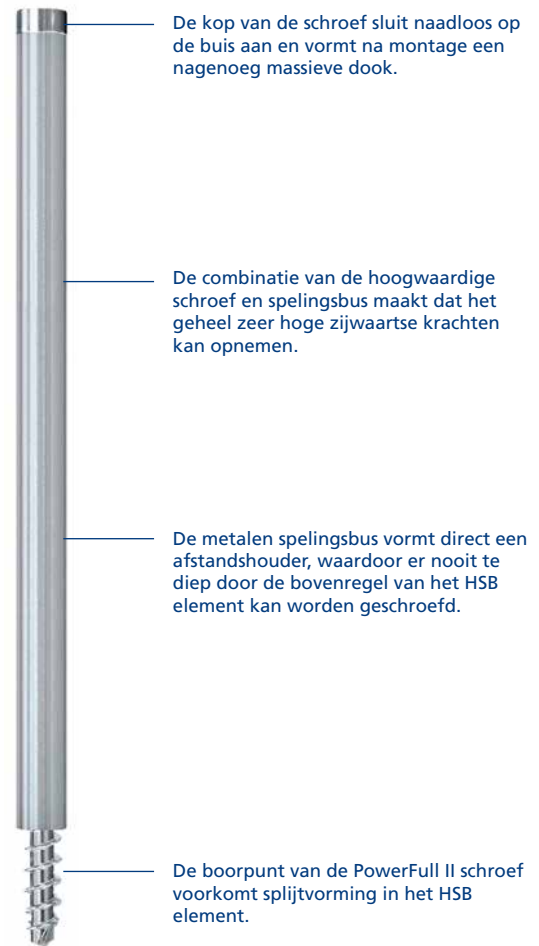 De kop van de schroef sluit naadloos op
de buis aan en vormt na montage een
nagenoeg massieve dook.
De combinatie van de hoogwaardige
schroef en spelingsbus maakt dat het
geheel zeer hoge zijwaartse krachten
kan opnemen.
De metalen spelingsbus vormt direct een
afstandshouder, waardoor er nooit te
diep door de bovenregel van het HSB
element kan worden geschroefd.
De boorpunt van de PowerFull II schroef
voorkomt splijtvorming in het HSB
element.